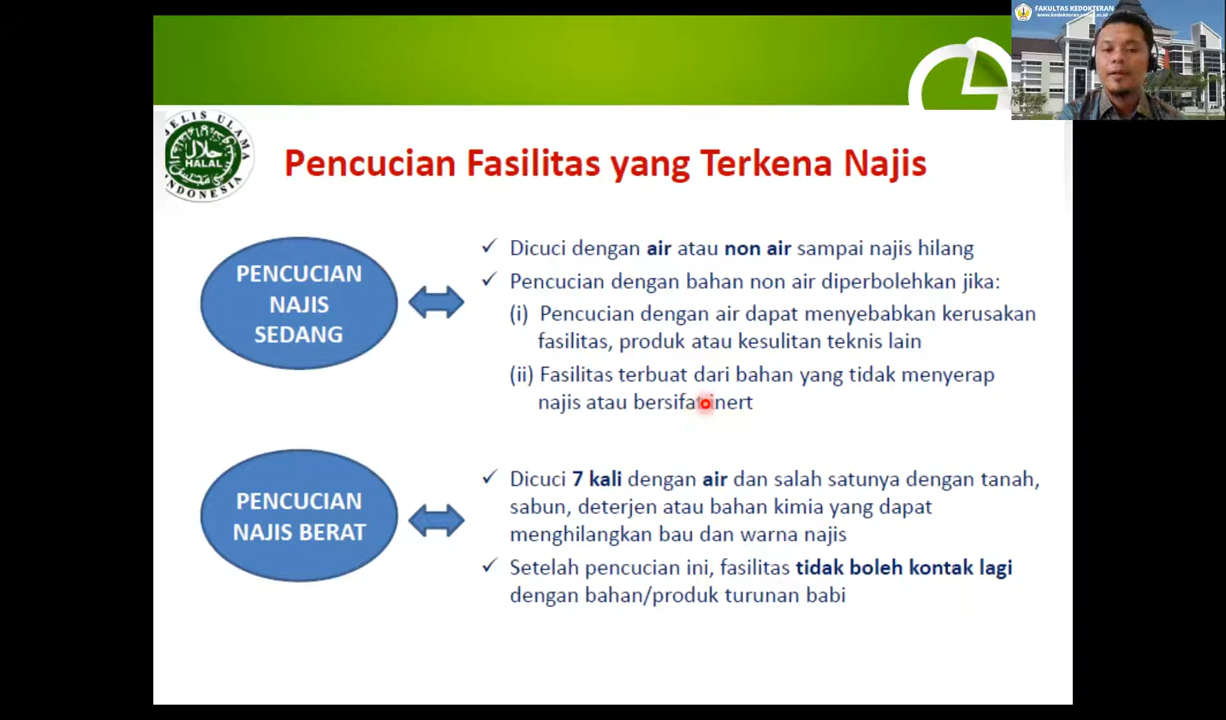 FAKULTAS KEDOKTERAN
Pencucian Fasilitas yang Terkena Najis
HALAL
PENCUCIAN
NAJIS
SEDANG
✓ Dicuci dengan air atau non air sampai najis hilang
✓ Pencucian dengan bahan non air diperbolehkan jika:
(i) Pencucian dengan air dapat menyebabkan kerusakan
fasilitas, produk atau kesulitan teknis lain
(ii) Fasilitas terbuat dari bahan yang tidak menyerap
najis atau bersifat inert
PENCUCIAN
NAJIS BERAT
✓ Dicuci 7 kali dengan air dan salah satunya dengan tanah,
sabun, deterjen atau bahan kimia yang dapat
menghilangkan bau dan warna najis
✓ Setelah pencucian ini, fasilitas tidak boleh kontak lagi
dengan bahan/produk turunan babi